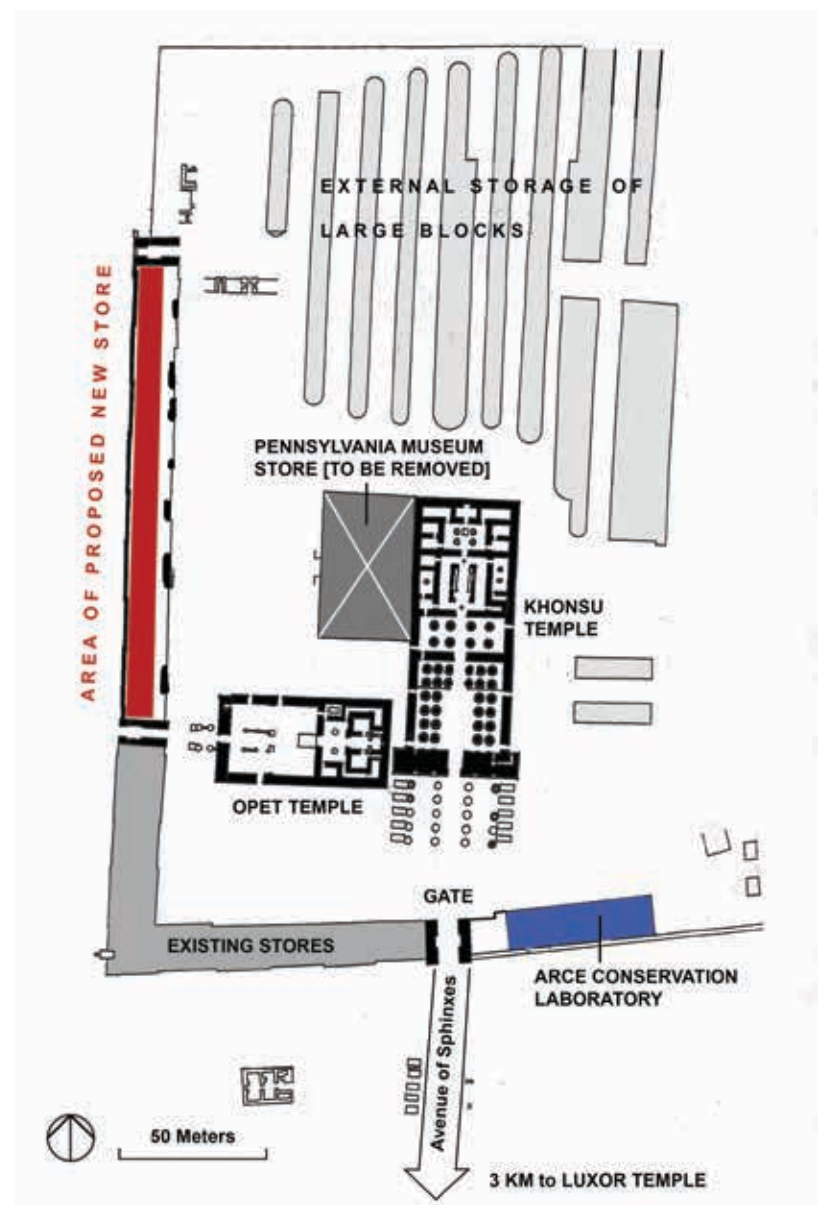 EXTERNAL STORAGE OF
LARGE BLOCKS
AREA OF PROPOSED NEW STORE
PENNSYLVANIA MUSEUM
STORE [TO BE REMOVED]
KHONSU
TEMPLE
OPET TEMPLE
GATE
EXISTING STORES
ARCE CONSERVATION
LABORATORY
Avenue of Sphinxes
50 Meters
3 KM to LUXOR TEMPLE